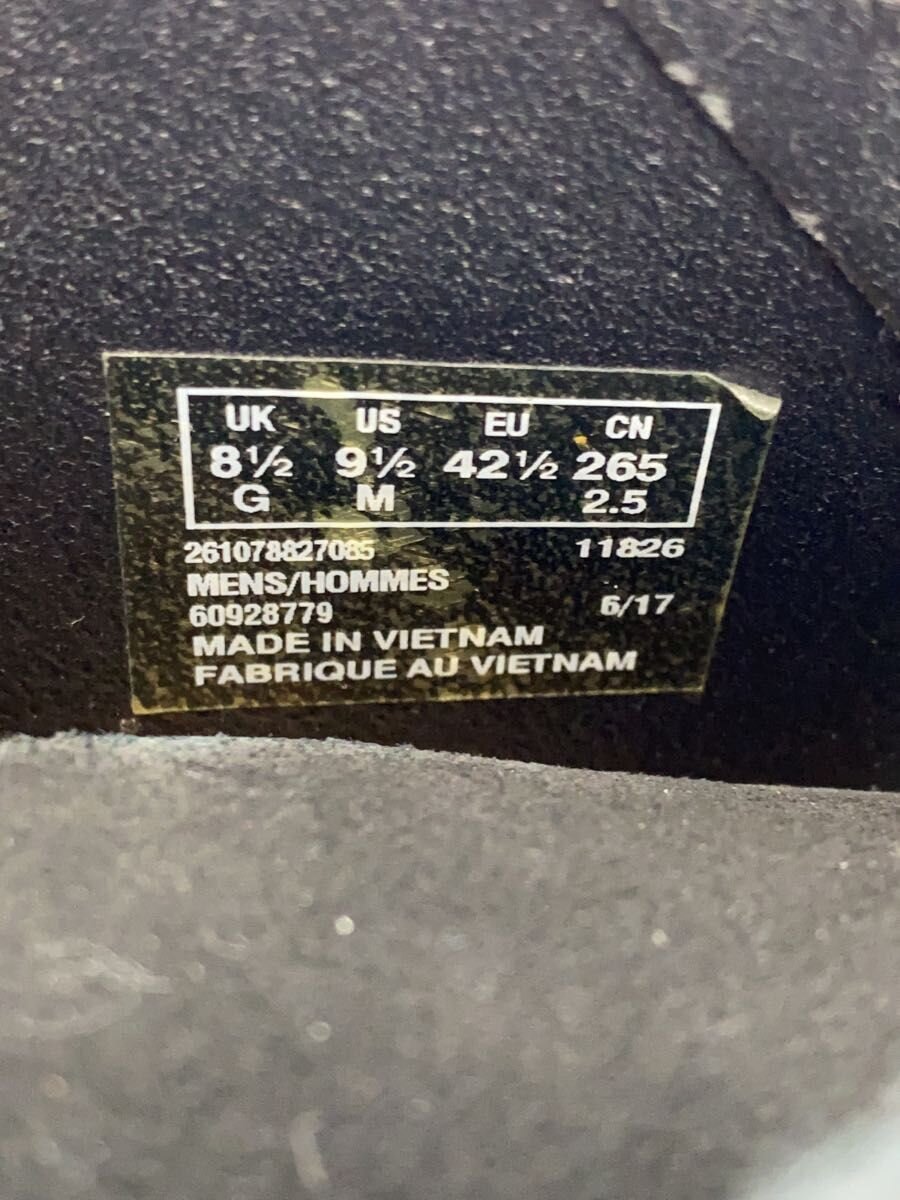 UK US EU CN
8½ 9½ 42½ 265
G M 2.5
261078827085 11826
MENS/HOMMES
60928779 6/17
MADE IN VIETNAM
FABRIQUE AU VIETNAM